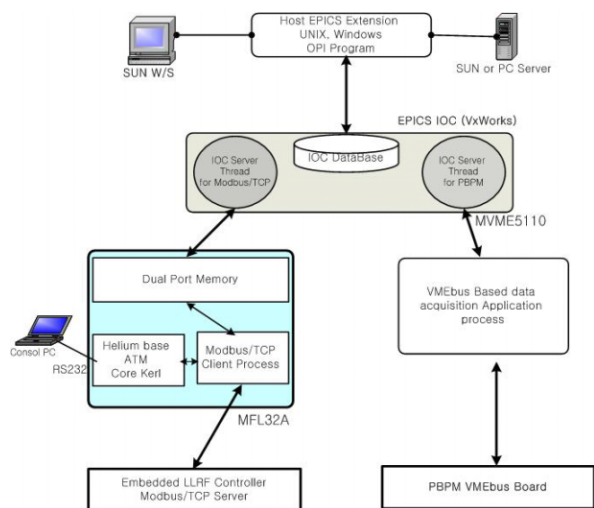 Host EPICS Extension
UNIX, Windows
OPI Program
SUN W/S
SUN or PC Server
EPICS IOC (VxWorks)
IOC Server
Thread
for Modbus/TCP
IOC DataBase
IOC Server
Thread
for PBPM
MVME5110
Dual Port Memory
VMEbus Based data
acquisition Application
process
Consol PC
RS232
Helium base
ATM
Core Kerl
Modbus/TCP
Client Process
MFL32A
Embedded LLRF Controller
Modbus/TCP Server
PBPM VMEbus Board